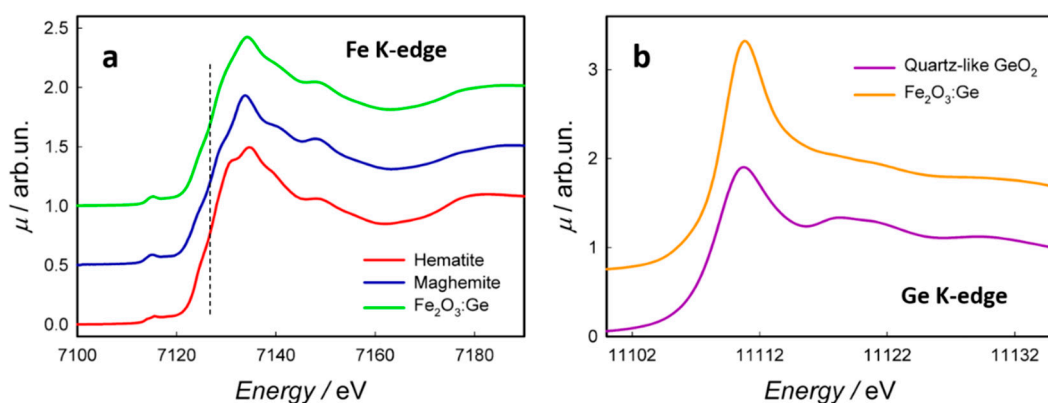 a
Fe K-edge
2.5
2.0
1.5
1.0
0.5
0.0
μ / arb.un.
Hematite
Maghemite
Fe₂O₃:Ge
7100 7120 7140 7160 7180
Energy / eV
b
Quartz-like GeO₂
Fe₂O₃:Ge
3
2
1
0
μ / arb.un.
Ge K-edge
11102 11112 11122 11132
Energy / eV